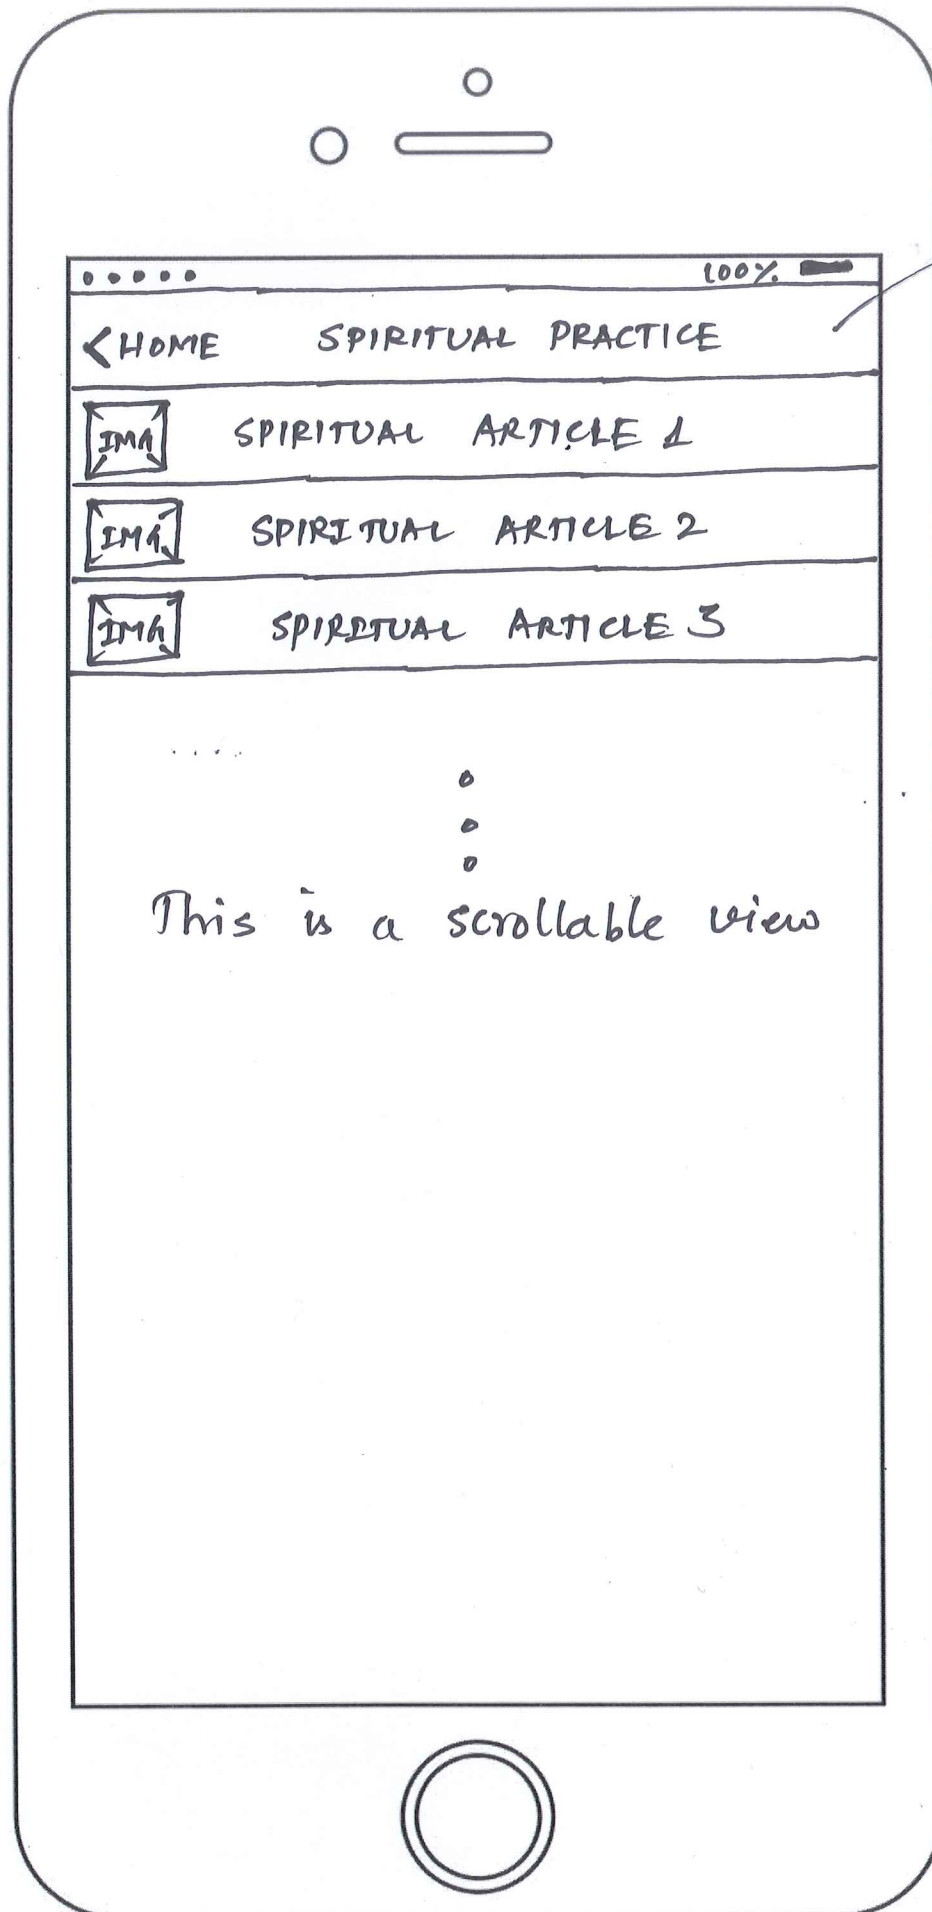 100%
<HOME SPIRITUAL PRACTICE
IMG SPIRITUAL ARTICLE 1
IMG SPIRITUAL ARTICLE 2
IMG SPIRITUAL ARTICLE 3
This is a scrollable view